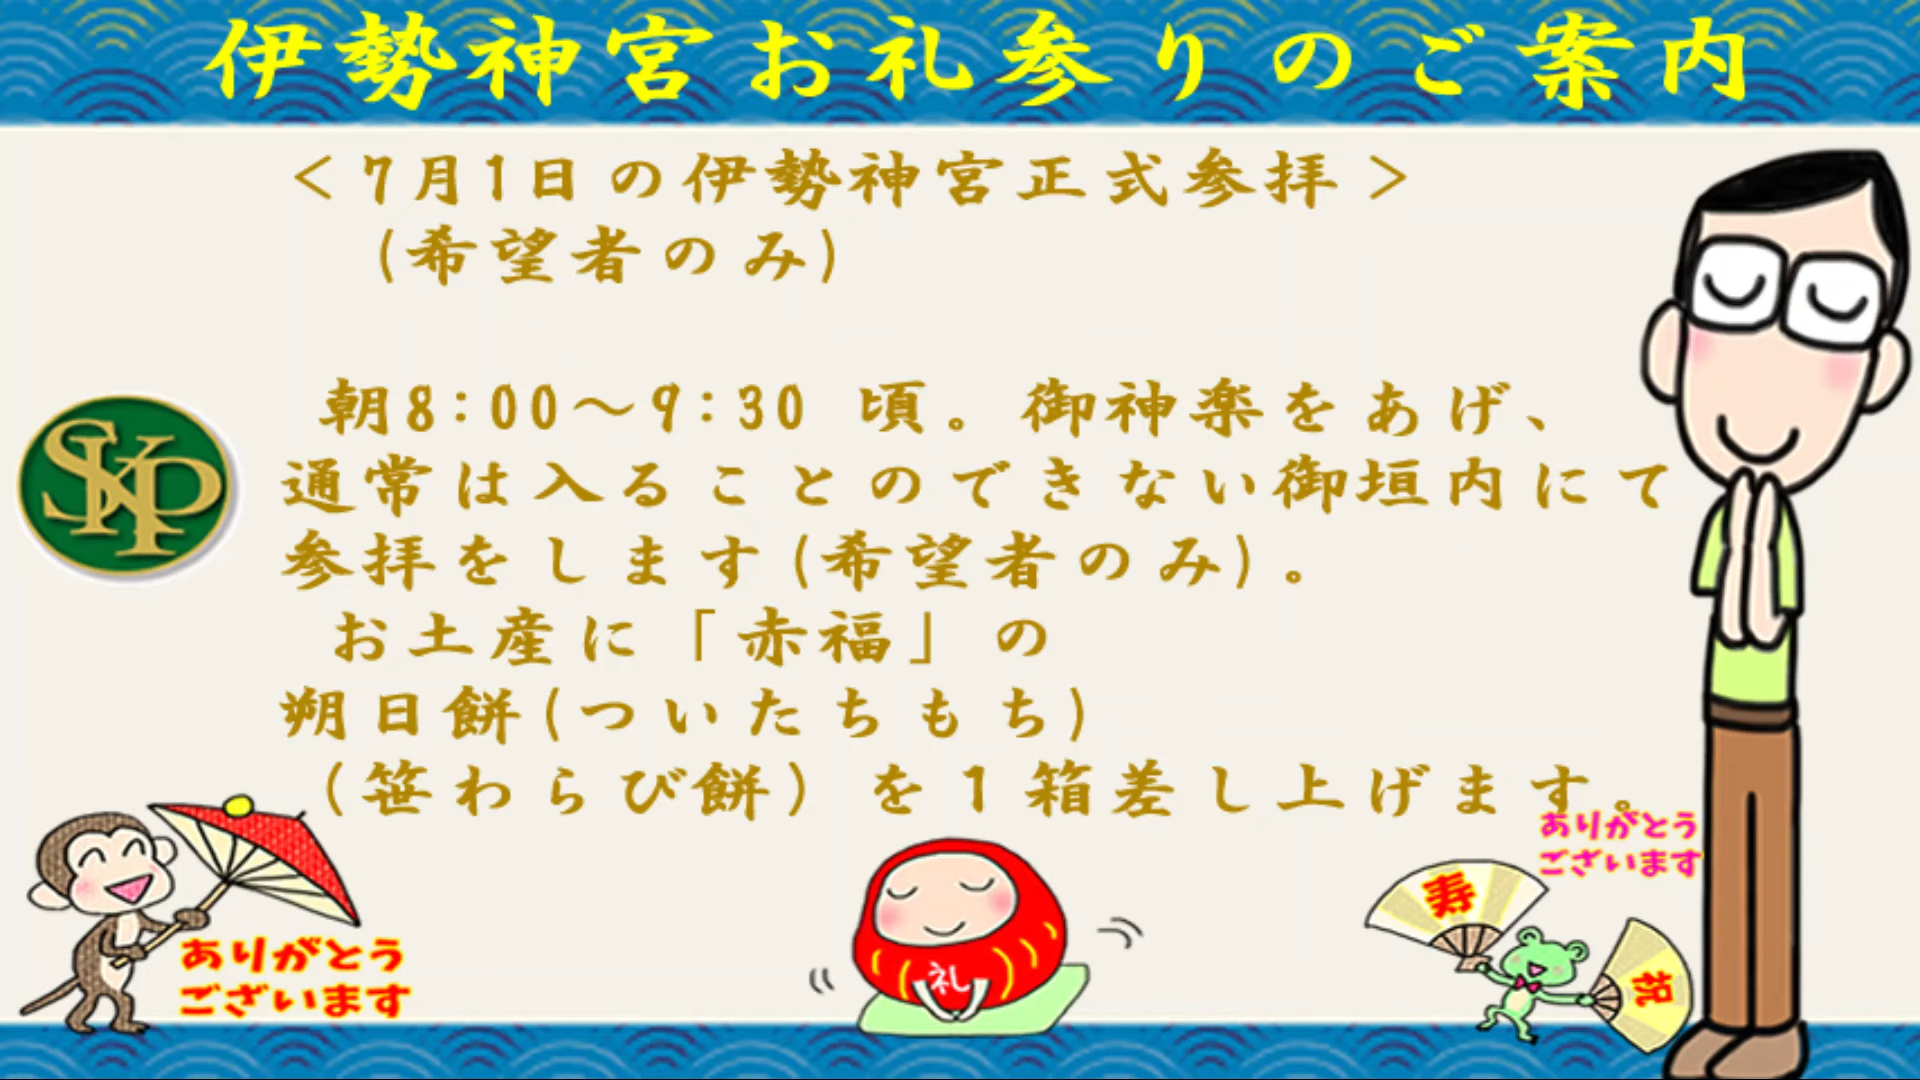 伊勢神宮お礼参りのご案内
<7月1日の伊勢神宮正式参拝>
(希望者のみ)
朝8:00～9:30 頃。御神楽をあげ、
通常は入ることのできない御垣内にて
参拝をします(希望者のみ)。
お土産に「赤福」の
朔日餅(ついたちもち)
（笹わらび餅）を１箱差し上げます。
SKP
ありがとう
ございます
礼
ありがとう
ございます
寿
祝